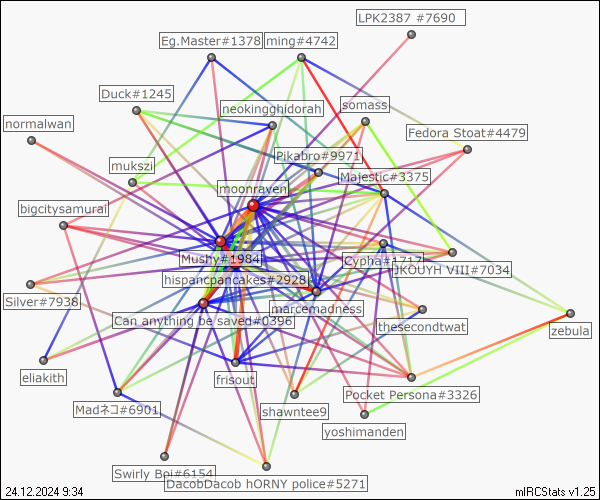 LPK2387 #7690
Eg.Master#1378
ming#4742
Duck#1245
neokingghidorah
somass
normalwan
Fedora Stoat#4479
mukszi
Pikabro#9971
Majestic#3375
moonraven
bigcitysamurai
Mushy#1984
Cypha#1717
JKOUYH VIII#7034
hispancpancakes#2928
Silver#7938
marcemadness
Can anything be saved#0396
thesecondtwat
zebula
eliakith
frisout
Pocket Persona#3326
Madネコ#6901
shawntee9
yoshimanden
Swirly Boi#6154
DacobDacob hORNY police#5271
24.12.2024 9:34
mIRCStats v1.25